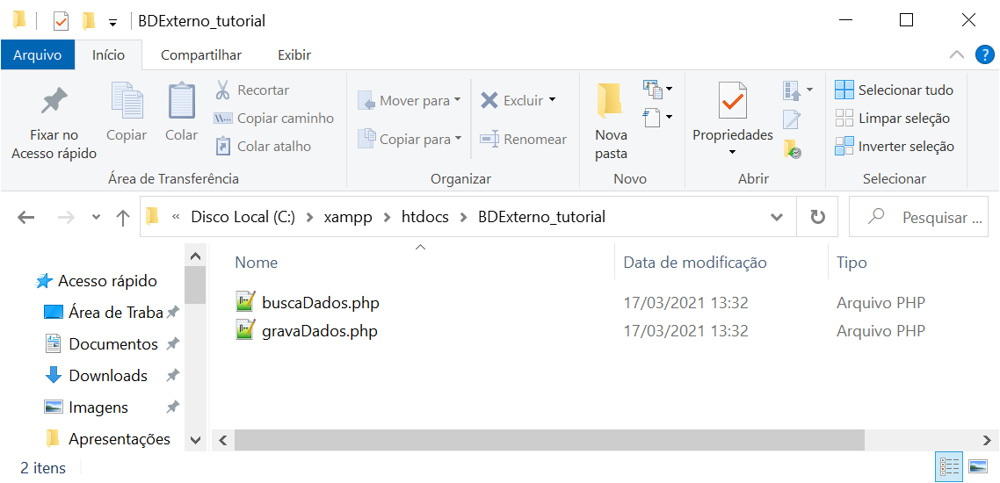 BDExterno_tutorial
Arquivo Início Compartilhar Exibir ?
Fixar no
Acesso rápido
Copiar
Colar
Recortar
Copiar caminho
Colar atalho
Área de Transferência
Mover para
Copiar para
Excluir
Renomear
Organizar
Nova
pasta
Novo
Propriedades
Abrir
Selecionar tudo
Limpar seleção
Inverter seleção
Selecionar
« Disco Local (C:) > xampp > htdocs > BDExterno_tutorial
Pesquisar ...
Acesso rápido
Área de Traba
Documentos
Downloads
Imagens
Apresentações
Nome Data de modificação Tipo
buscaDados.php 17/03/2021 13:32 Arquivo PHP
gravaDados.php 17/03/2021 13:32 Arquivo PHP
2 itens